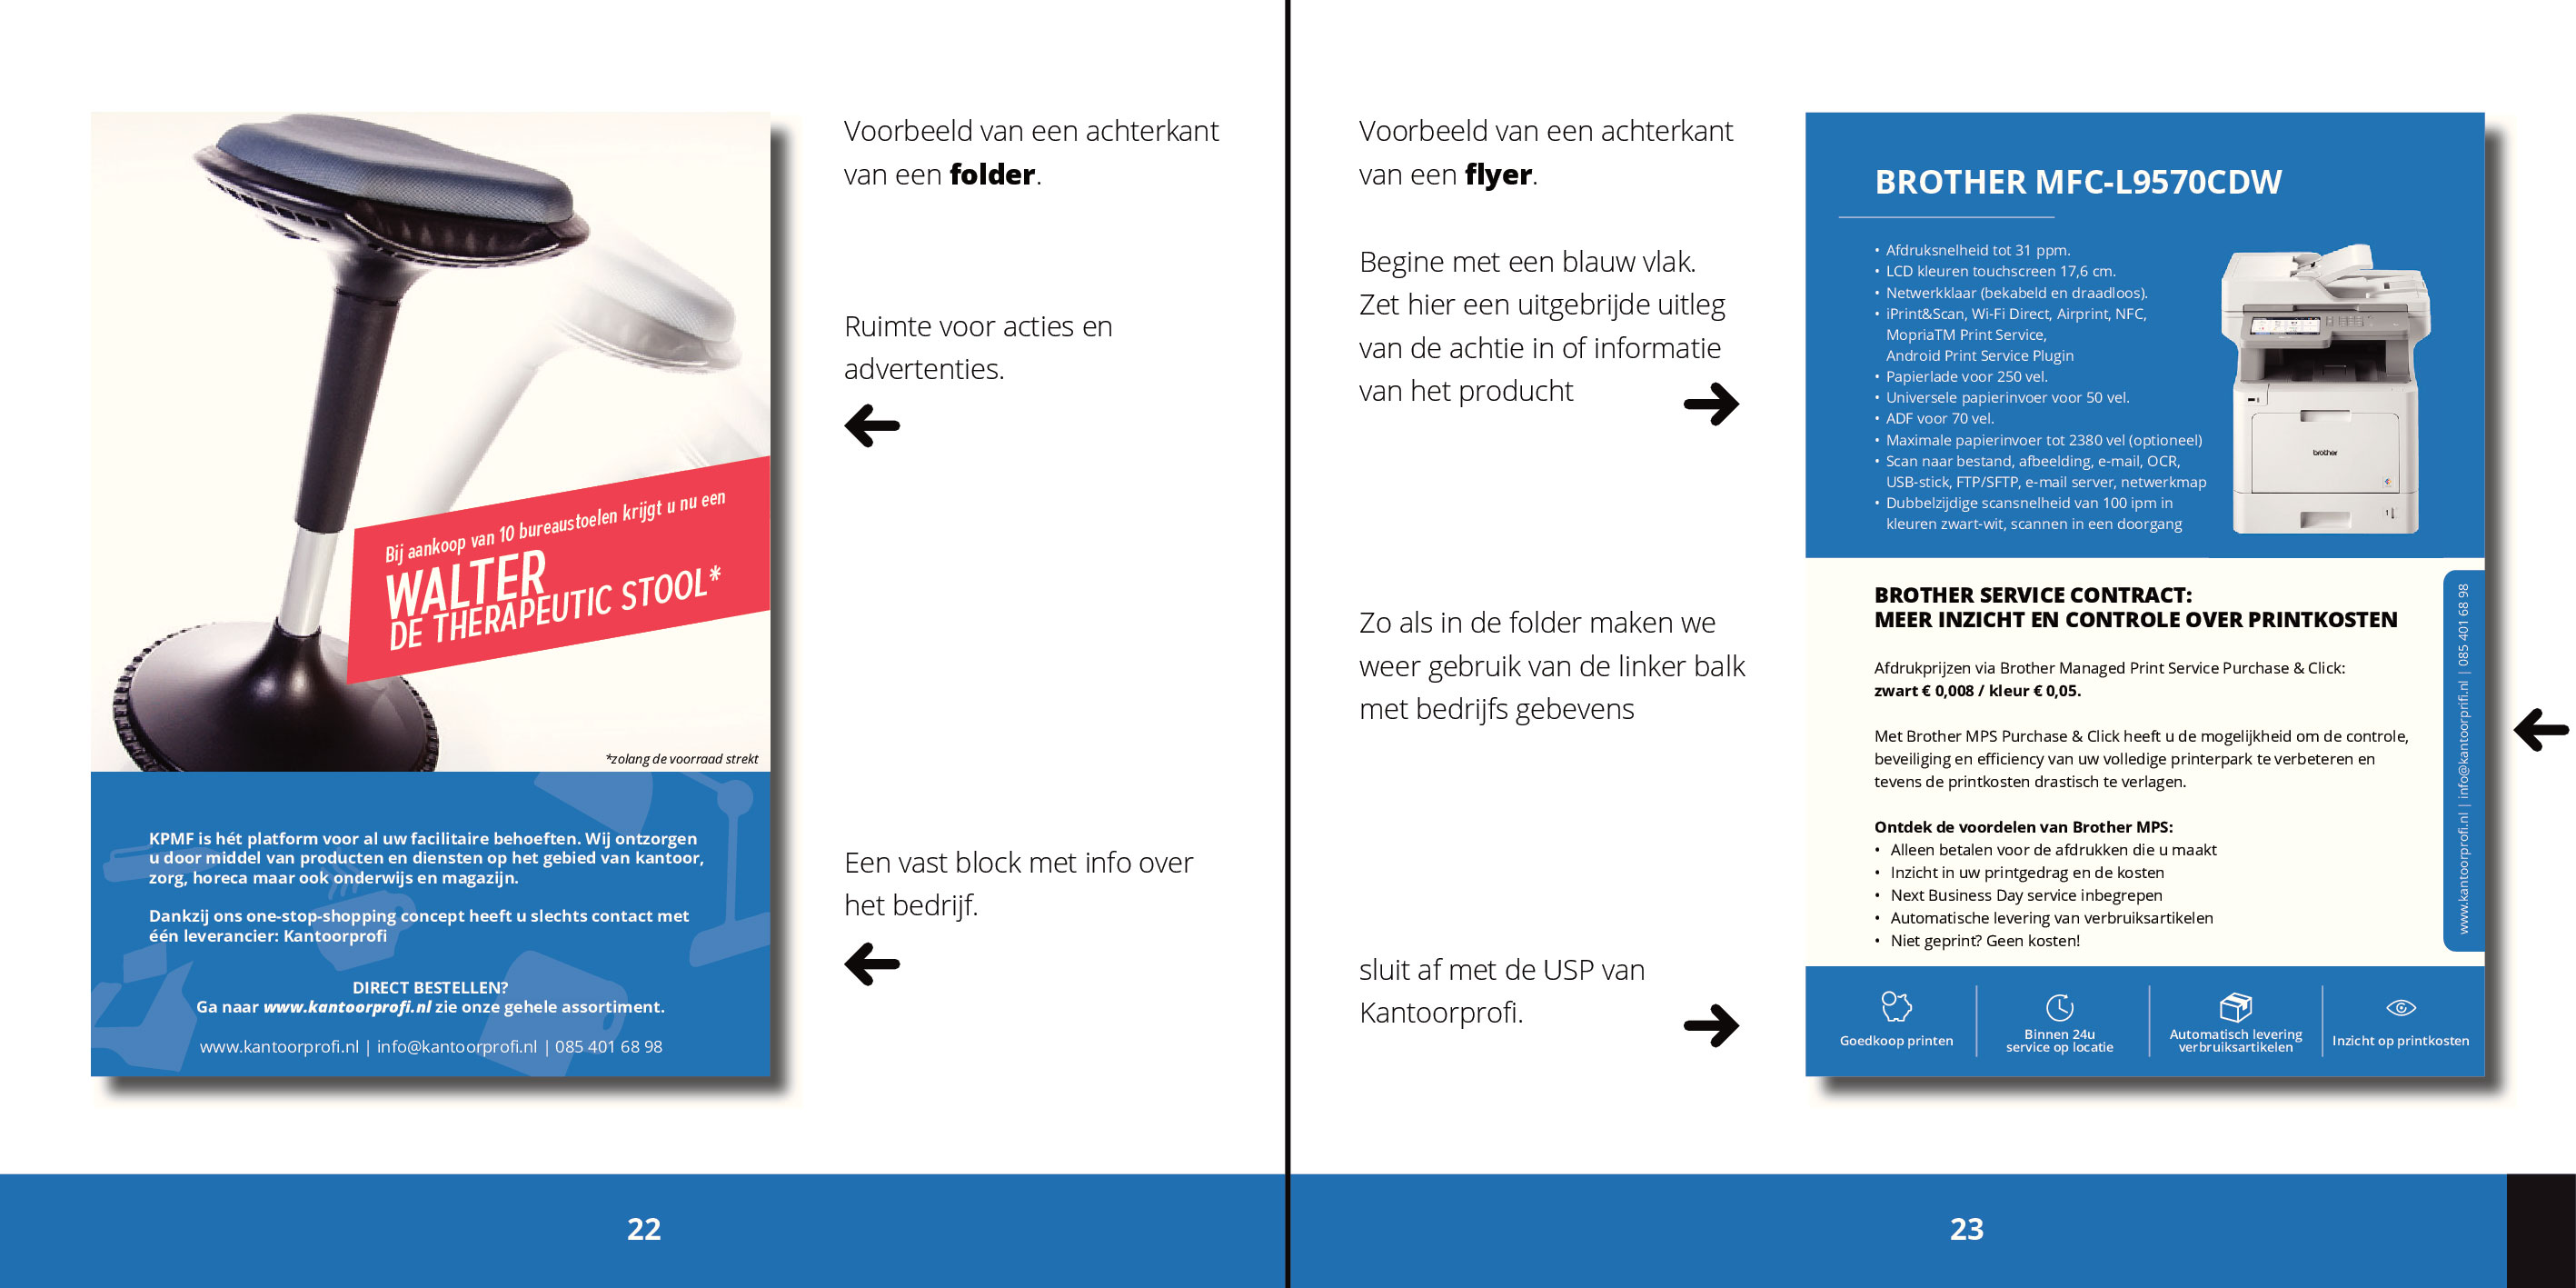 Voorbeeld van een achterkant
van een folder.
Ruimte voor acties en
advertenties.
Een vast block met info over
het bedrijf.
Bij aankoop van 10 bureaustoelen krijgt u nu een
WALTER
DE THERAPEUTIC STOOL*
*zolang de voorraad strekt
KPMF is hét platform voor al uw facilitaire behoeften. Wij ontzorgen
u door middel van producten en diensten op het gebied van kantoor,
zorg, horeca maar ook onderwijs en magazijn.
Dankzij ons one-stop-shopping concept heeft u slechts contact met
één leverancier: Kantoorprofi
DIRECT BESTELLEN?
Ga naar www.kantoorprofi.nl zie onze gehele assortiment.
www.kantoorprofi.nl | info@kantoorprofi.nl | 085 401 68 98
22
Voorbeeld van een achterkant
van een flyer.
Begine met een blauw vlak.
Zet hier een uitgebrijde uitleg
van de achtie in of informatie
van het producht
Zo als in de folder maken we
weer gebruik van de linker balk
met bedrijfs gebevens
sluit af met de USP van
Kantoorprofi.
BROTHER MFC-L9570CDW
• Afdruksnelheid tot 31 ppm.
• LCD kleuren touchscreen 17,6 cm.
• Netwerkklaar (bekabeld en draadloos).
• iPrint&Scan, Wi-Fi Direct, Airprint, NFC,
MopriaTM Print Service,
Android Print Service Plugin
• Papierlade voor 250 vel.
• Universele papierinvoer voor 50 vel.
• ADF voor 70 vel.
• Maximale papierinvoer tot 2380 vel (optioneel)
• Scan naar bestand, afbeelding, e-mail, OCR,
USB-stick, FTP/SFTP, e-mail server, netwerkmap
• Dubbelzijdige scansnelheid van 100 ipm in
kleuren zwart-wit, scannen in een doorgang
brother
BROTHER SERVICE CONTRACT:
MEER INZICHT EN CONTROLE OVER PRINTKOSTEN
Afdrukprijzen via Brother Managed Print Service Purchase & Click:
zwart € 0,008 / kleur € 0,05.
Met Brother MPS Purchase & Click heeft u de mogelijkheid om de controle,
beveiliging en efficiency van uw volledige printerpark te verbeteren en
tevens de printkosten drastisch te verlagen.
Ontdek de voordelen van Brother MPS:
• Alleen betalen voor de afdrukken die u maakt
• Inzicht in uw printgedrag en de kosten
• Next Business Day service inbegrepen
• Automatische levering van verbruiksartikelen
• Niet geprint? Geen kosten!
www.kantoorprofi.nl | info@kantoorprifi.nl | 085 401 68 98
Goedkoop printen
Binnen 24u
service op locatie
Automatisch levering
verbruiksartikelen
Inzicht op printkosten
23